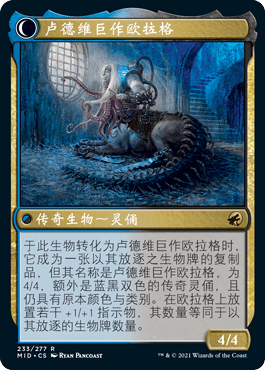 卢德维巨作欧拉格
传奇生物～灵俑
于此生物转化为卢德维巨作欧拉格时，
它成为一张以其放逐之生物牌的复制
品，但其名称是卢德维巨作欧拉格，为
4/4，额外是蓝黑双色的传奇灵俑，且
仍具有原本颜色与类别。在欧拉格上放
置若干+1/+1指示物，其数量等同于以
其放逐的生物牌数量。
4/4
233/277 R
MID • CS RYAN PANCOAST
™ & © 2021 Wizards of the Coast